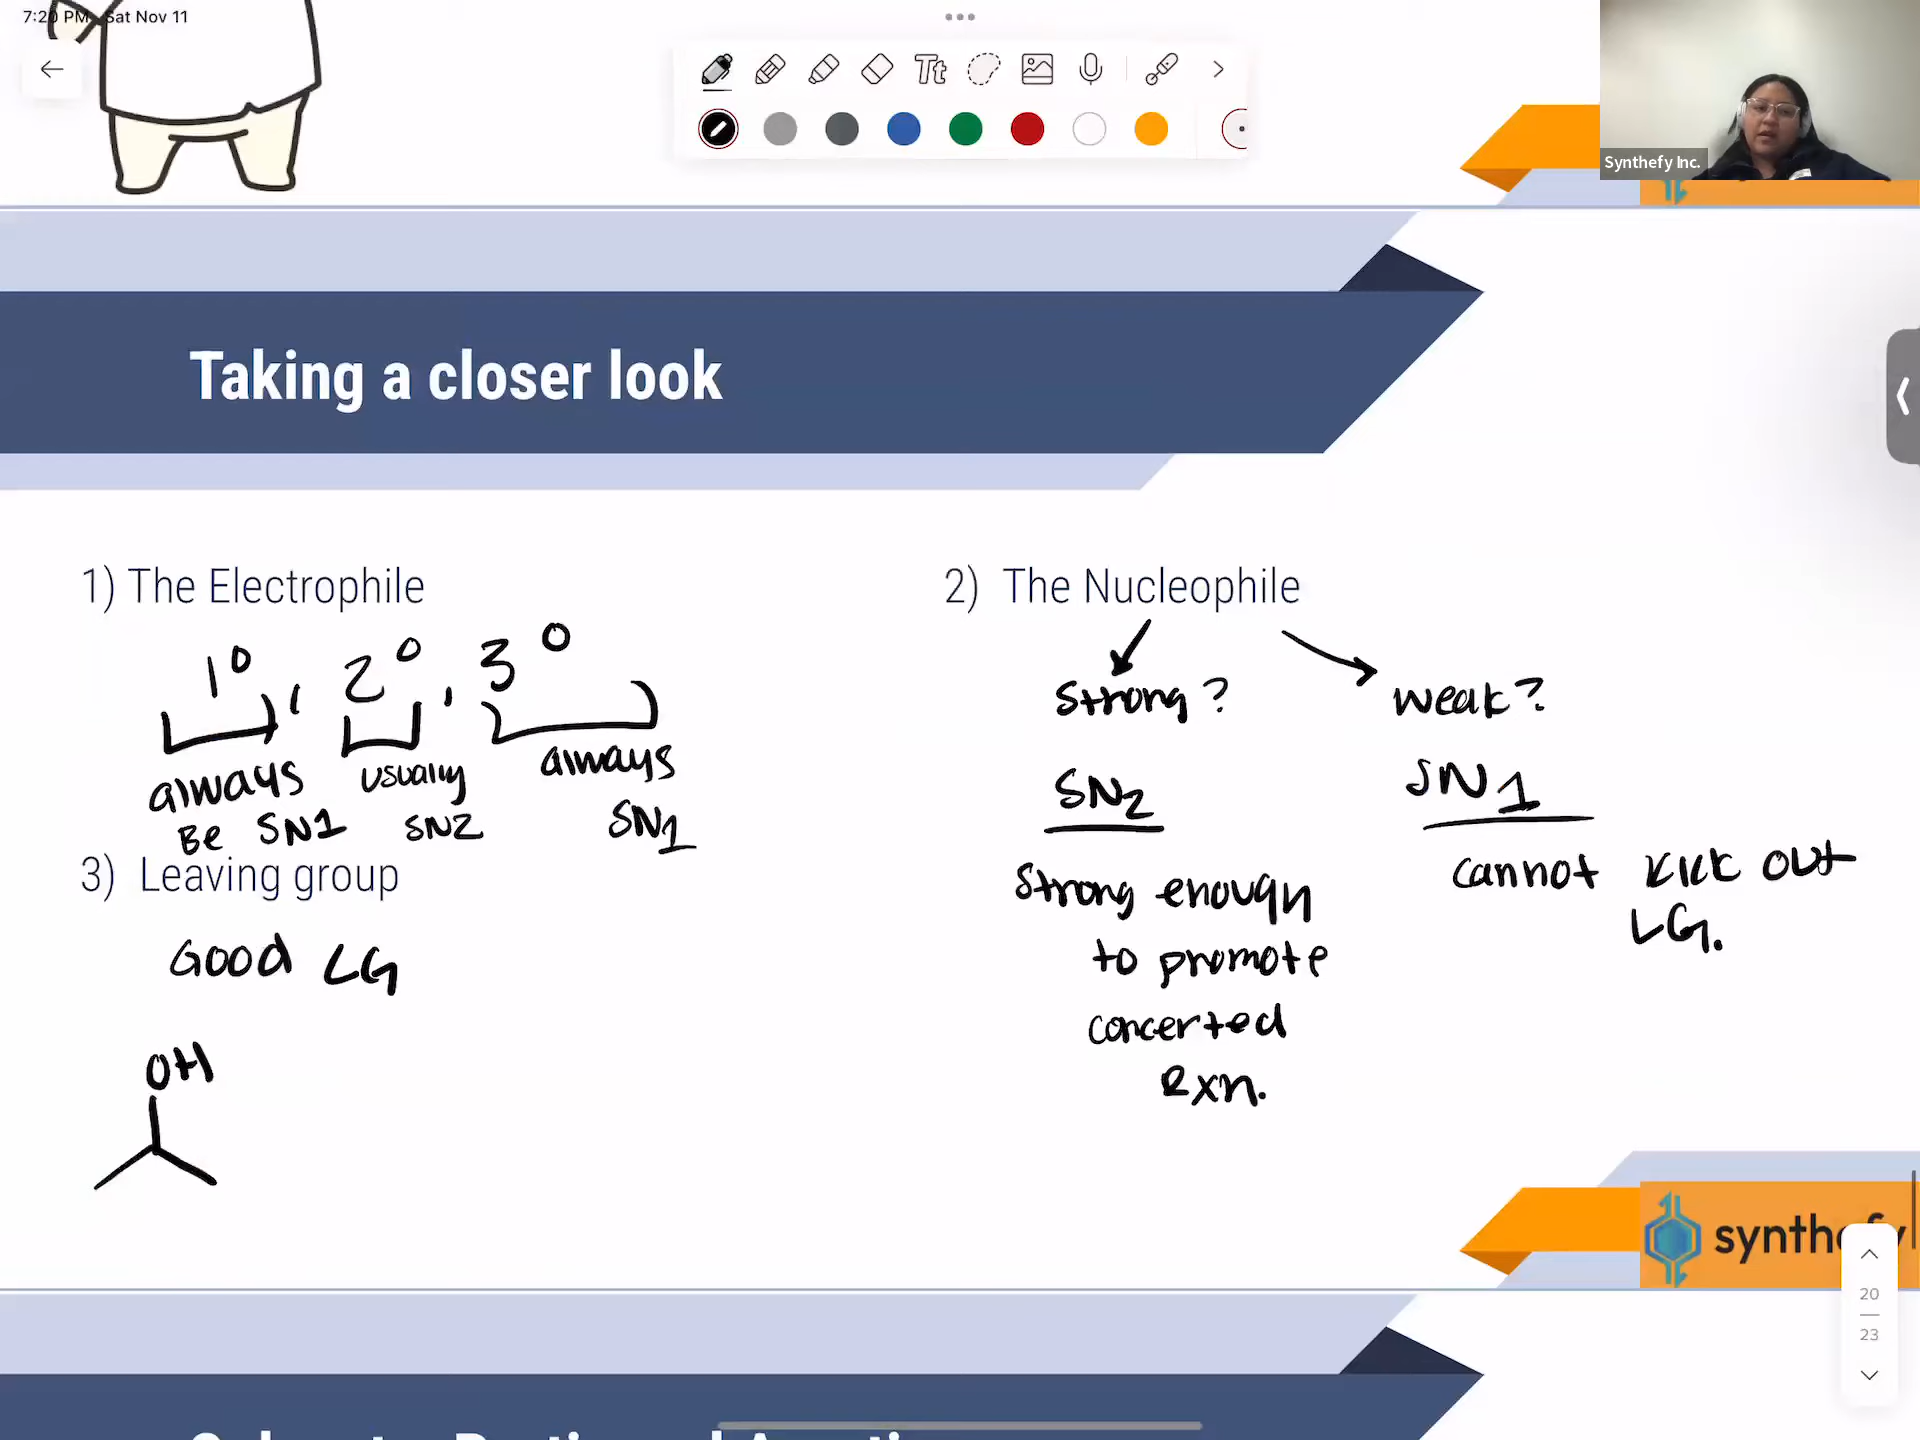 7:20 PM Sat Nov 11
Tt
Synthefy Inc.
Taking a closer look
1) The Electrophile
1°, 2°, 3°
always usually always
Be SN1 SN2 SN1
3) Leaving group
Good LG
OH
2) The Nucleophile
Strong? weak?
SN2 SN1
Strong enough
to promote
concerted
Rxn.
cannot kick out
LG.
synthefy
20
23